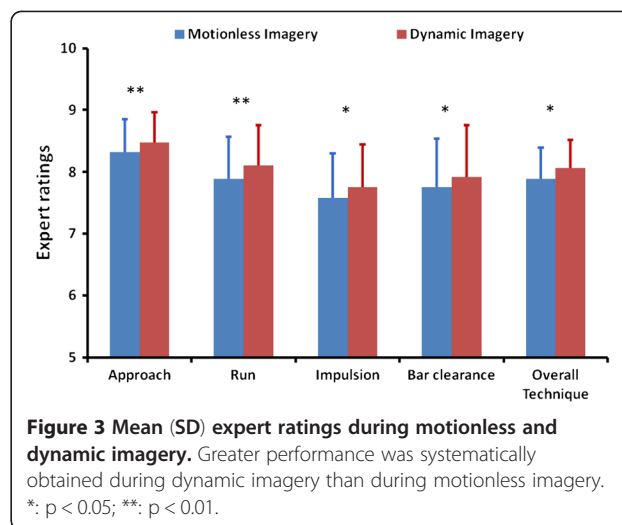 Motionless Imagery Dynamic Imagery
10
** ** * * *
9
8
7
6
5
Expert ratings
Approach Run Impulsion Bar clearance Overall
Technique
Figure 3 Mean (SD) expert ratings during motionless and
dynamic imagery. Greater performance was systematically
obtained during dynamic imagery than during motionless imagery.
*: p < 0.05; **: p < 0.01.